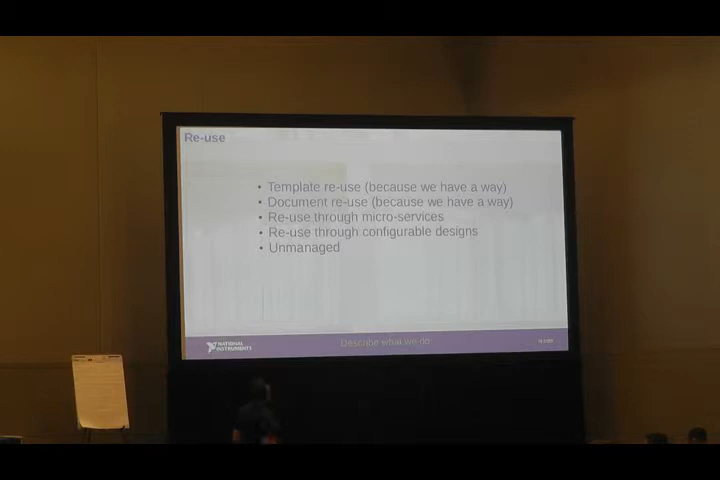 Re-use
• Template re-use (because we have a way)
• Document re-use (because we have a way)
• Re-use through micro-services
• Re-use through configurable designs
• Unmanaged
NATIONAL
INSTRUMENTS
Describe what we do